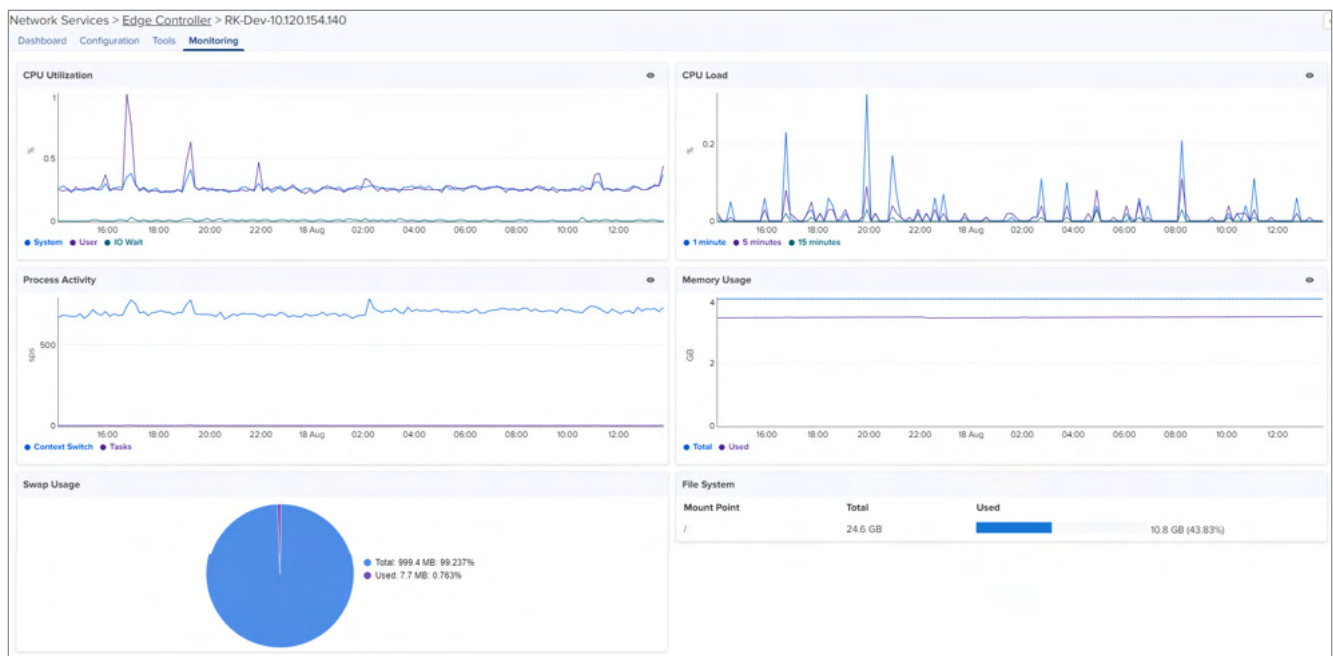 Network Services > Edge Controller > RK-Dev-10.120.154.140
Dashboard Configuration Tools Monitoring
CPU Utilization
1
0.5
0
%
16:00 18:00 20:00 22:00 18 Aug 02:00 04:00 06:00 08:00 10:00 12:00
System User IO Wait
CPU Load
0.2
0
%
16:00 18:00 20:00 22:00 18 Aug 02:00 04:00 06:00 08:00 10:00 12:00
1 minute 5 minutes 15 minutes
Process Activity
500
0
sps
16:00 18:00 20:00 22:00 18 Aug 02:00 04:00 06:00 08:00 10:00 12:00
Context Switch Tasks
Memory Usage
4
2
0
GB
16:00 18:00 20:00 22:00 18 Aug 02:00 04:00 06:00 08:00 10:00 12:00
Total Used
Swap Usage
Total: 999.4 MB: 99.237%
Used: 7.7 MB: 0.763%
File System
Mount Point Total Used
/ 24.6 GB 10.8 GB (43.83%)